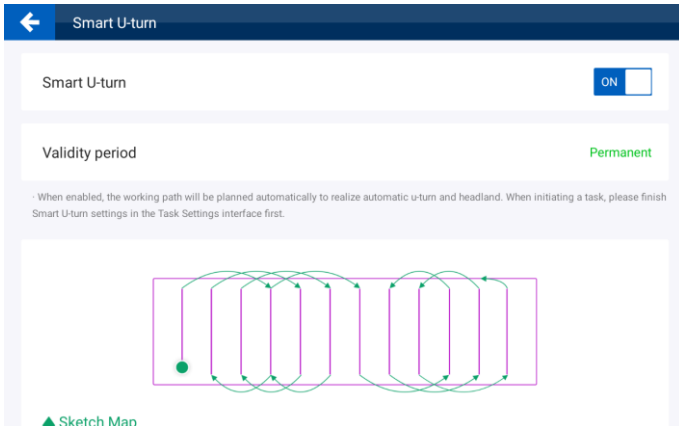 Smart U-turn
Smart U-turn
ON
Validity period
Permanent
· When enabled, the working path will be planned automatically to realize automatic u-turn and headland. When initiating a task, please finish
Smart U-turn settings in the Task Settings interface first.
Sketch Map